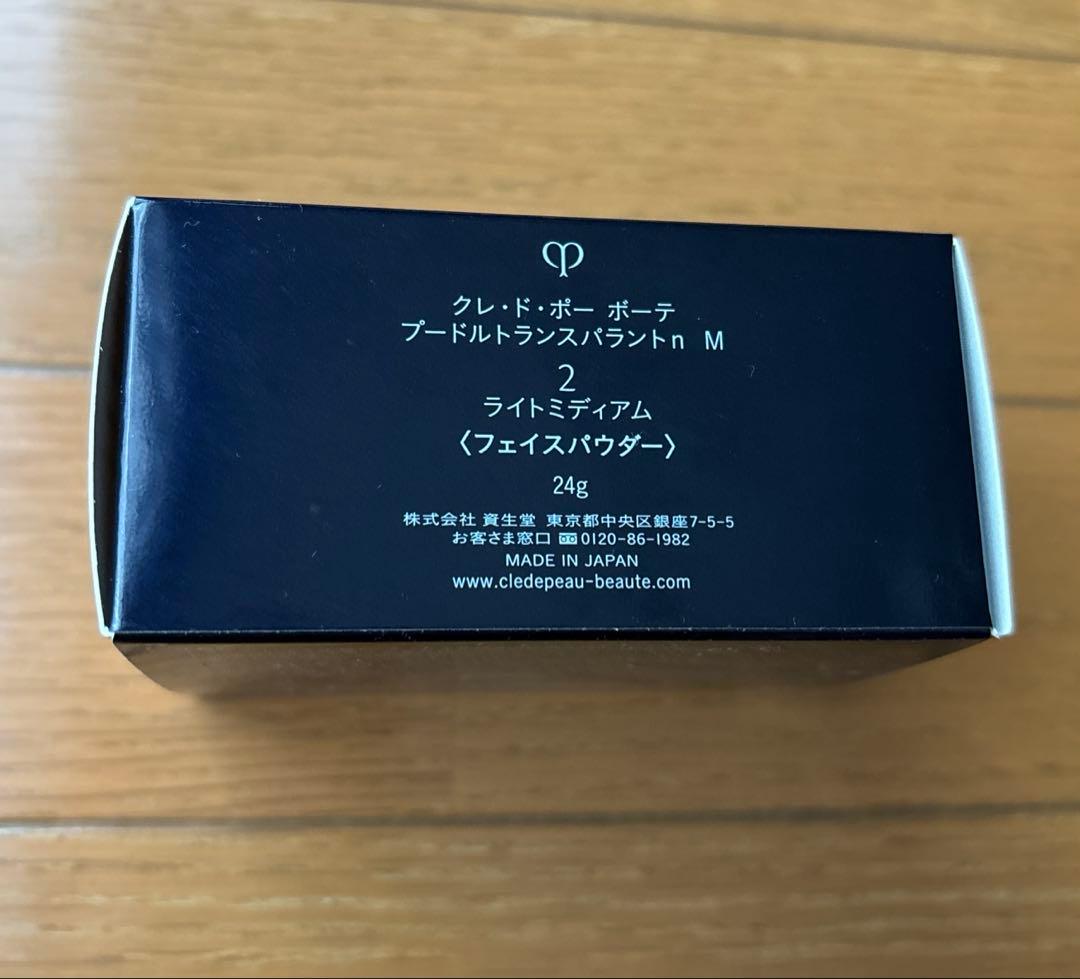 クレ・ド・ポー ボーテ
プードルトランスパラントn M
2
ライトミディアム
〈フェイスパウダー〉
24g
株式会社 資生堂 東京都中央区銀座7-5-5
お客さま窓口 0120-86-1982
MADE IN JAPAN
www.cledepeau-beaute.com